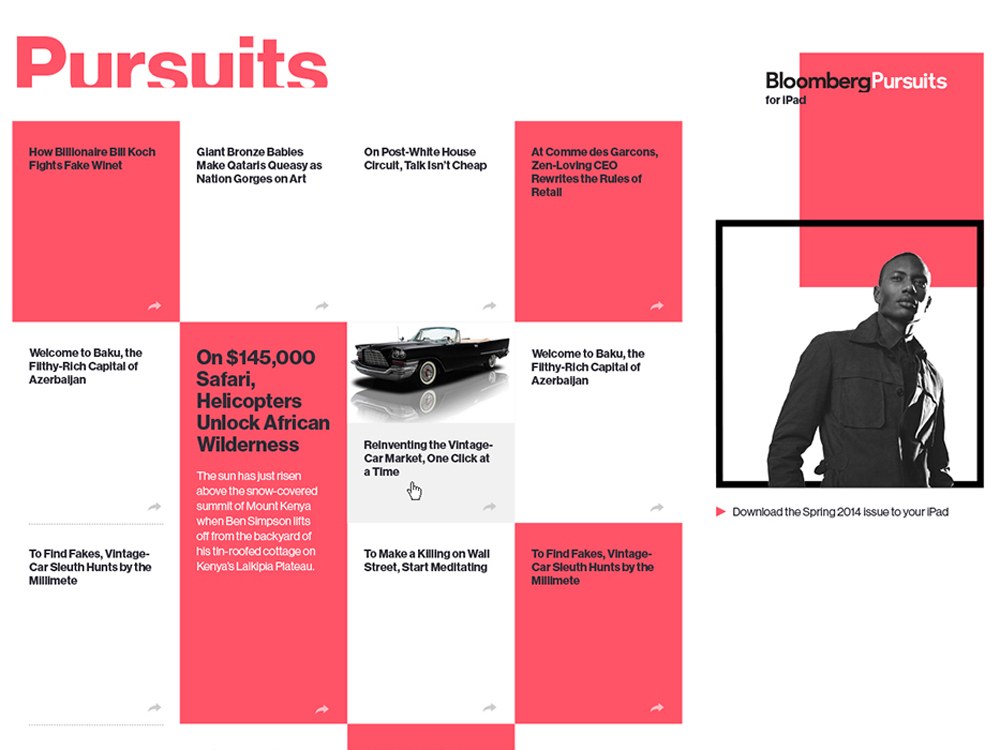 Pursuits
BloombergPursuits
for iPad
How Billionaire Bill Koch
Fights Fake Winet
Giant Bronze Babies
Make Qataris Queasy as
Nation Gorges on Art
On Post-White House
Circuit, Talk Isn't Cheap
At Comme des Garcons,
Zen-Loving CEO
Rewrites the Rules of
Retail
Welcome to Baku, the
Filthy-Rich Capital of
Azerbaijan
On $145,000
Safari,
Helicopters
Unlock African
Wilderness
The sun has just risen
above the snow-covered
summit of Mount Kenya
when Ben Simpson lifts
off from the backyard of
his tin-roofed cottage on
Kenya's Laikipia Plateau.
Reinventing the Vintage-
Car Market, One Click at
a Time
Welcome to Baku, the
Filthy-Rich Capital of
Azerbaijan
Download the Spring 2014 issue to your iPad
To Find Fakes, Vintage-
Car Sleuth Hunts by the
Millimete
To Make a Killing on Wall
Street, Start Meditating
To Find Fakes, Vintage-
Car Sleuth Hunts by the
Millimete